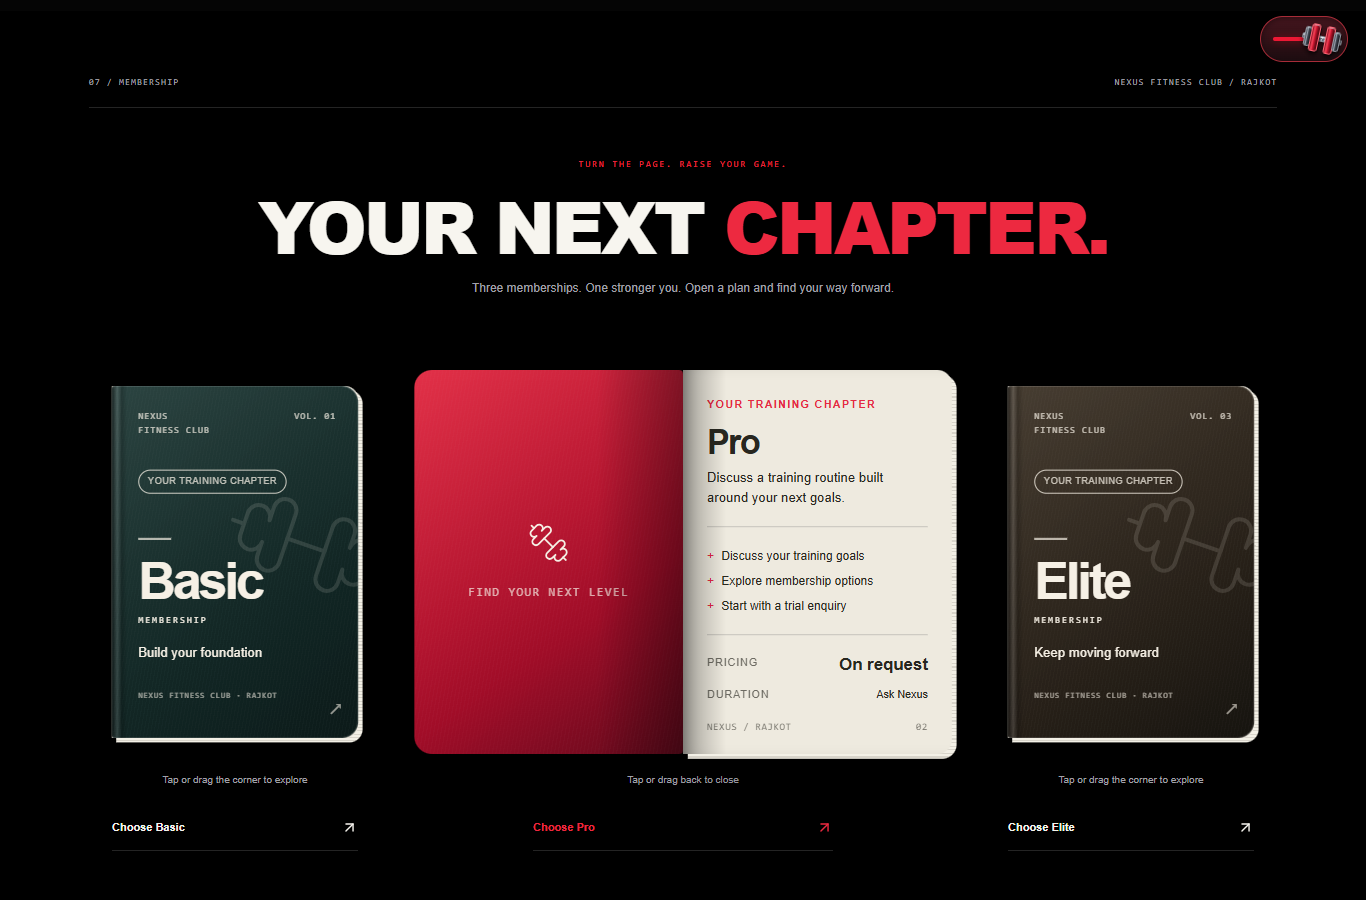 07 / MEMBERSHIP
NEXUS FITNESS CLUB / RAJKOT
TURN THE PAGE. RAISE YOUR GAME.
YOUR NEXT CHAPTER.
Three memberships. One stronger you. Open a plan and find your way forward.
NEXUS
FITNESS CLUB
VOL. 01
YOUR TRAINING CHAPTER
Basic
MEMBERSHIP
Build your foundation
NEXUS FITNESS CLUB - RAJKOT
Tap or drag the corner to explore
Choose Basic
FIND YOUR NEXT LEVEL
YOUR TRAINING CHAPTER
Pro
Discuss a training routine built
around your next goals.
+ Discuss your training goals
+ Explore membership options
+ Start with a trial enquiry
PRICING On request
DURATION Ask Nexus
NEXUS / RAJKOT 02
Tap or drag back to close
Choose Pro
NEXUS
FITNESS CLUB
VOL. 03
YOUR TRAINING CHAPTER
Elite
MEMBERSHIP
Keep moving forward
NEXUS FITNESS CLUB - RAJKOT
Tap or drag the corner to explore
Choose Elite